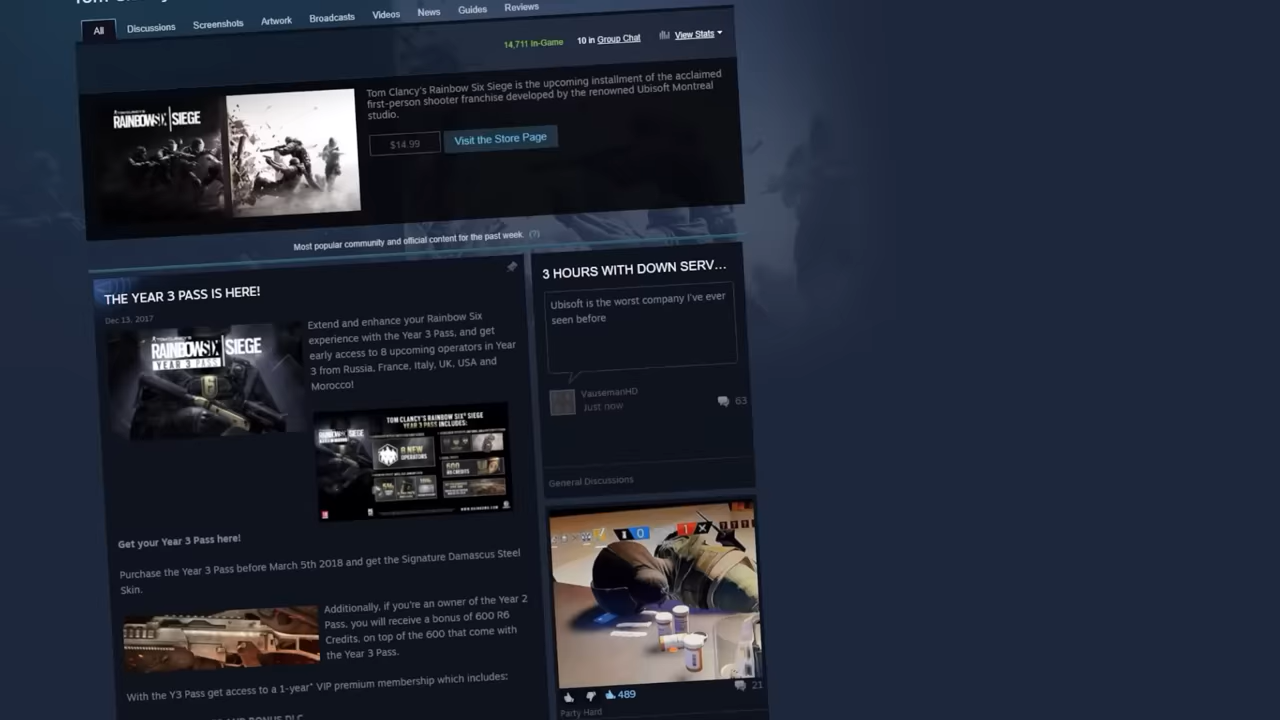 All Discussions Screenshots Artwork Broadcasts Videos News Guides Reviews
14,711 In-Game 10 in Group Chat View Stats
RAINBOWSIX | SIEGE
Tom Clancy's Rainbow Six Siege is the upcoming installment of the acclaimed
first-person shooter franchise developed by the renowned Ubisoft Montreal
studio.
$14.99 Visit the Store Page
Most popular community and official content for the past week. (?)
THE YEAR 3 PASS IS HERE!
Dec 13, 2017
RAINBOWSIX | SIEGE
YEAR 3 PASS
Extend and enhance your Rainbow Six
experience with the Year 3 Pass, and get
early access to 8 upcoming operators in Year
3 from Russia, France, Italy, UK, USA and
Morocco!
TOM CLANCY'S RAINBOW SIX SIEGE
YEAR 3 PASS INCLUDES:
8 NEW
OPERATORS
600
Get your Year 3 Pass here!
Purchase the Year 3 Pass before March 5th 2018 and get the Signature Damascus Steel
Skin.
Additionally, if you're an owner of the Year 2
Pass, you will receive a bonus of 600 R6
Credits, on top of the 600 that come with
the Year 3 Pass.
With the Y3 Pass get access to a 1-year* VIP premium membership which includes:
AND BONUS DLC
3 HOURS WITH DOWN SERV...
Ubisoft is the worst company I've ever
seen before
VausemanHD
Just now
63
General Discussions
0 1
489
21
Party Hard